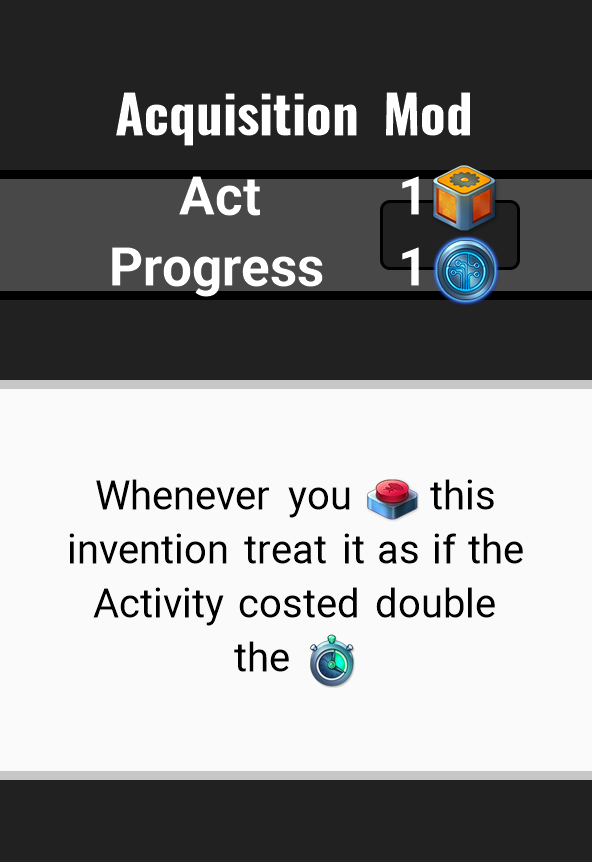 Acquisition Mod
Act 1
Progress 1
Whenever you this
invention treat it as if the
Activity costed double
the